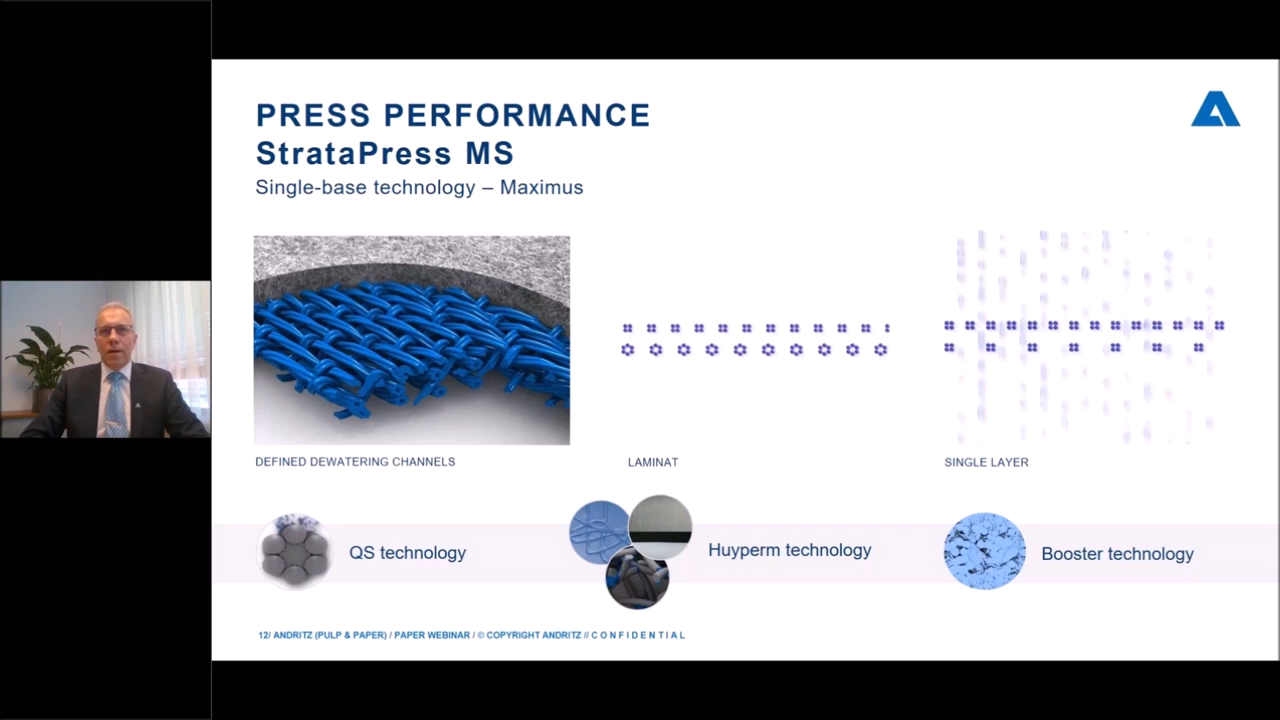 PRESS PERFORMANCE
StrataPress MS
Single-base technology – Maximus
DEFINED DEWATERING CHANNELS
LAMINAT
SINGLE LAYER
QS technology
Huyperm technology
Booster technology
12/ ANDRITZ (PULP & PAPER) / PAPER WEBINAR / © COPYRIGHT ANDRITZ // C O N F I D E N T I A L